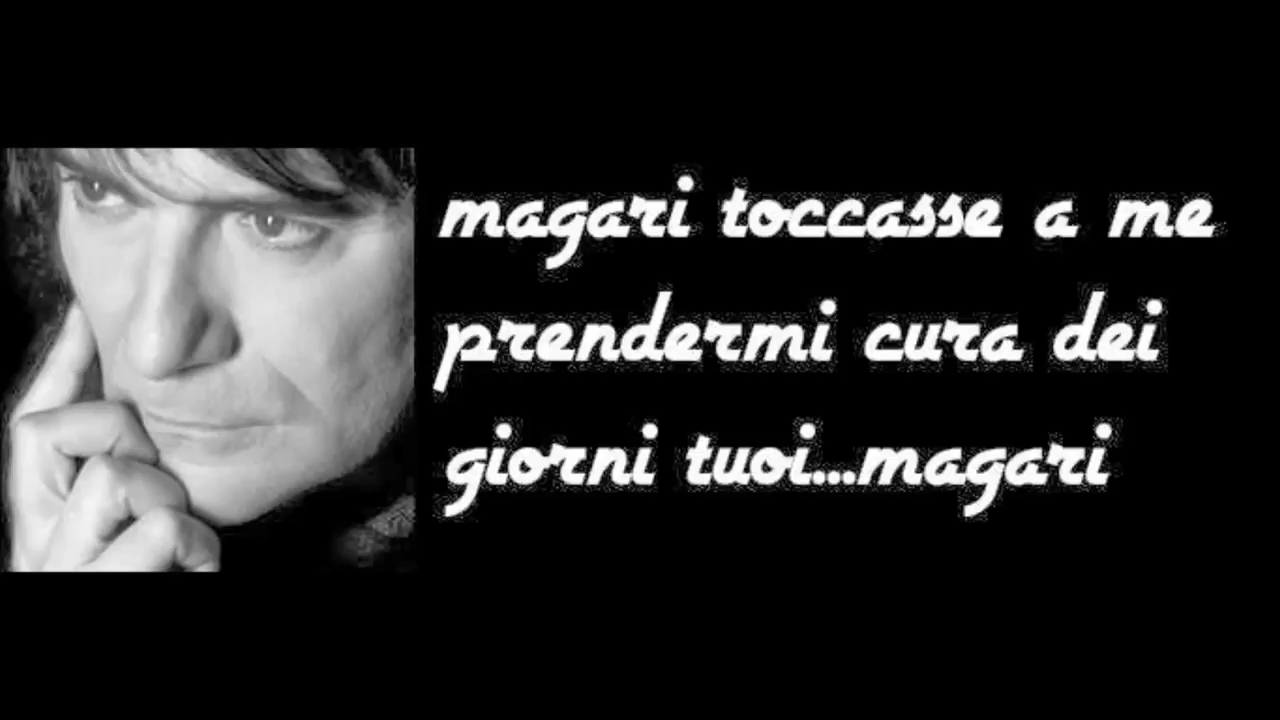 magari toccasse a me
prendermi cura dei
giorni tuoi...magari